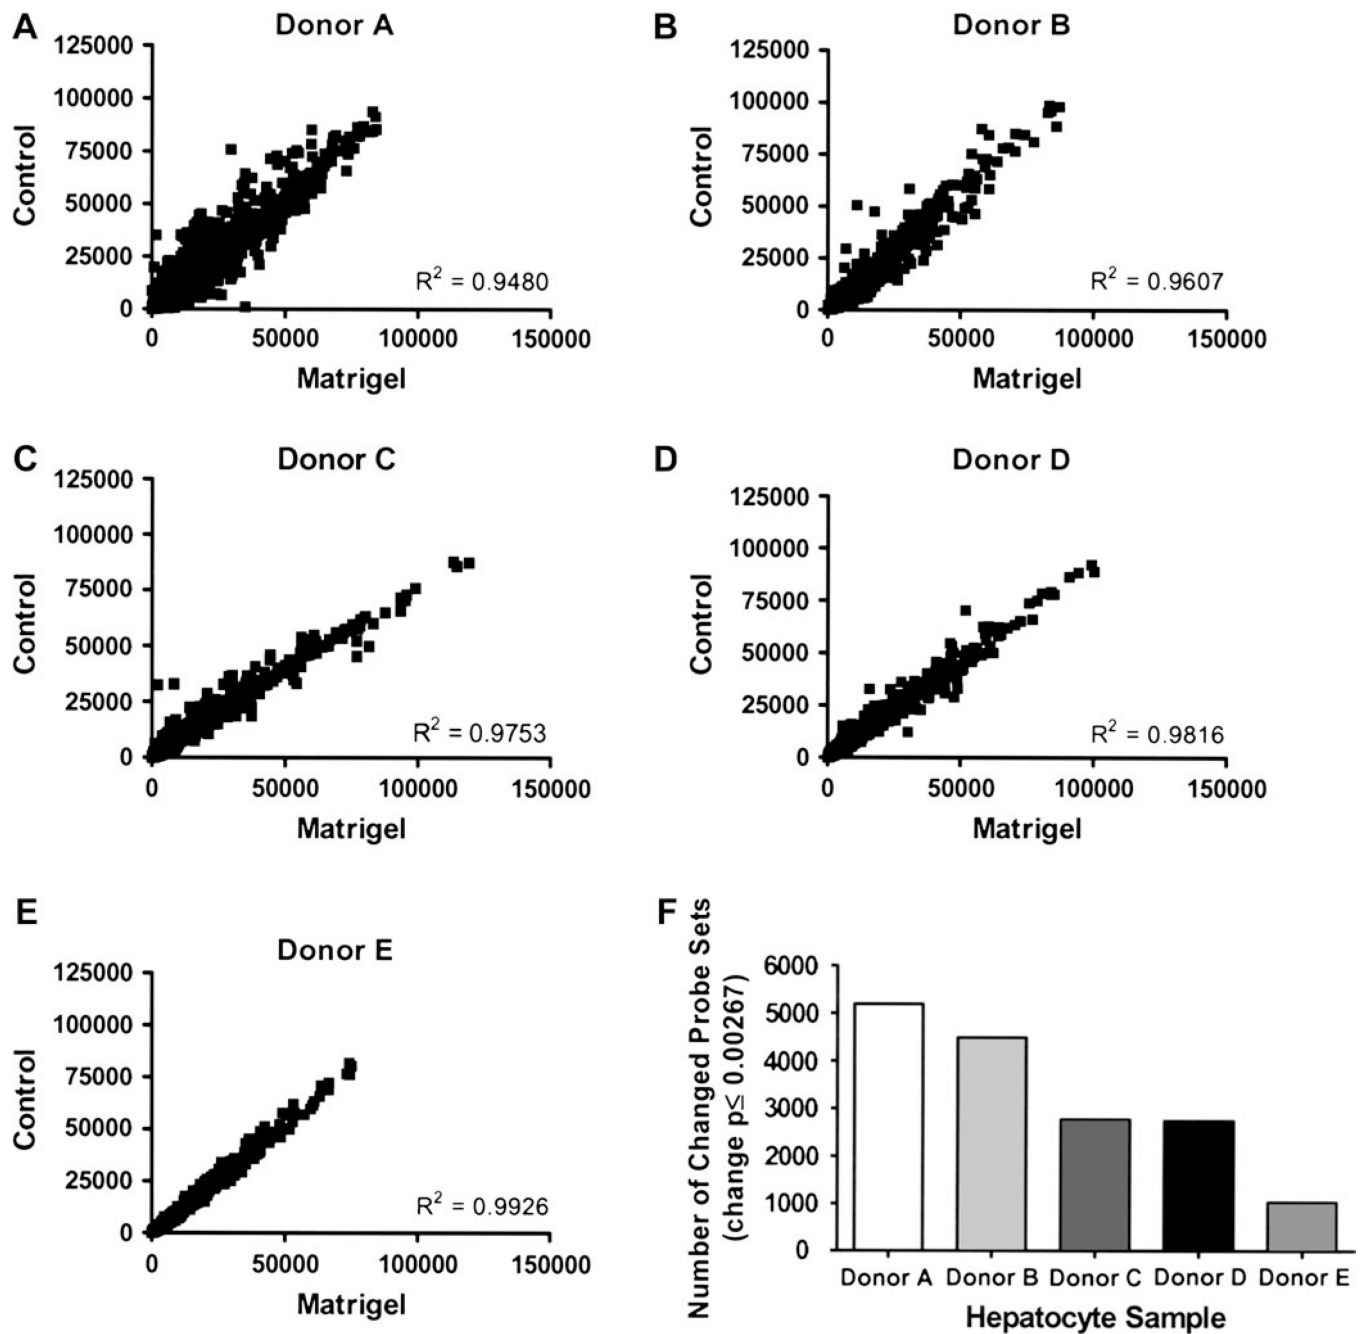 A
Donor A
125000
100000
75000
50000
25000
0
Control
R² = 0.9480
0 50000 100000 150000
Matrigel
B
Donor B
125000
100000
75000
50000
25000
0
Control
R² = 0.9607
0 50000 100000 150000
Matrigel
C
Donor C
125000
100000
75000
50000
25000
0
Control
R² = 0.9753
0 50000 100000 150000
Matrigel
D
Donor D
125000
100000
75000
50000
25000
0
Control
R² = 0.9816
0 50000 100000 150000
Matrigel
E
Donor E
125000
100000
75000
50000
25000
0
Control
R² = 0.9926
0 50000 100000 150000
Matrigel
F
Number of Changed Probe Sets
(change p≤ 0.00267)
6000
5000
4000
3000
2000
1000
0
Donor A Donor B Donor C Donor D Donor E
Hepatocyte Sample